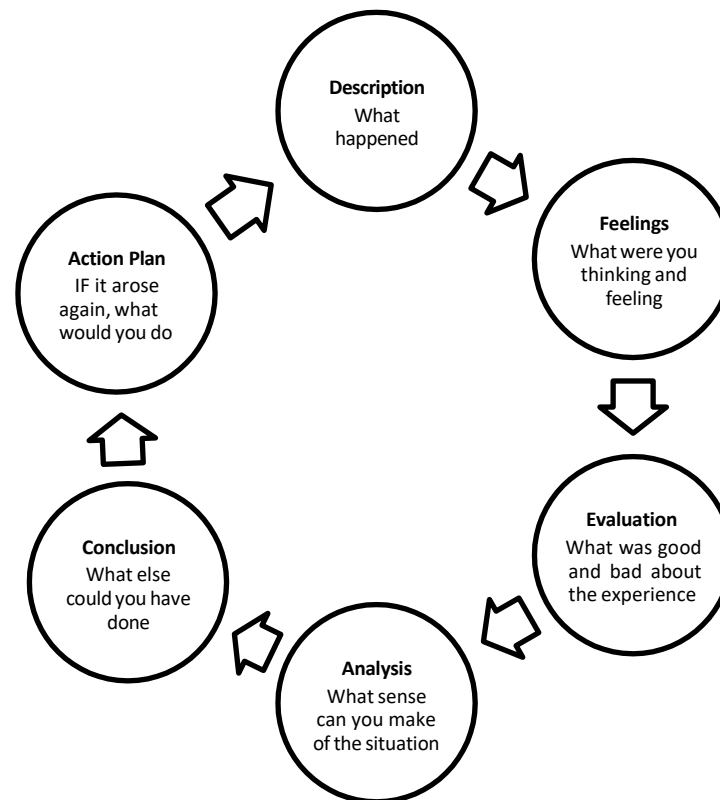 Description
What
happened
Feelings
What were you
thinking and
feeling
Evaluation
What was good
and bad about
the experience
Analysis
What sense
can you make
of the situation
Conclusion
What else
could you have
done
Action Plan
IF it arose
again, what
would you do